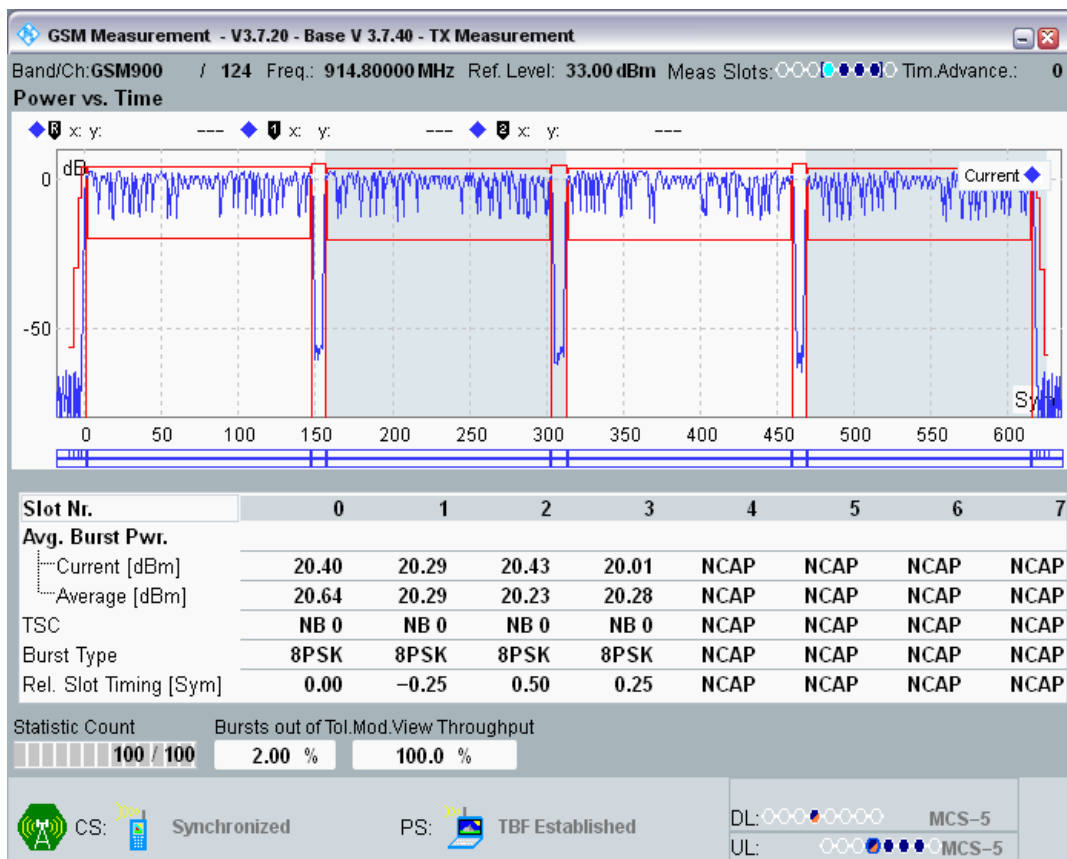 GSM Measurement - V3.7.20 - Base V 3.7.40 - TX Measurement
Band/Ch:GSM900 / 124 Freq.: 914.80000 MHz Ref. Level: 33.00 dBm Meas Slots: Tim.Advance.: 0
Power vs. Time
R x: y: --- 1 x: y: --- 2 x: y: ---
dB
Current
0
-50
Sym
0 50 100 150 200 250 300 350 400 450 500 550 600
Slot Nr. 0 1 2 3 4 5 6 7
Avg. Burst Pwr.
Current [dBm] 20.40 20.29 20.43 20.01 NCAP NCAP NCAP NCAP
Average [dBm] 20.64 20.29 20.23 20.28 NCAP NCAP NCAP NCAP
TSC NB 0 NB 0 NB 0 NB 0 NCAP NCAP NCAP NCAP
Burst Type 8PSK 8PSK 8PSK 8PSK NCAP NCAP NCAP NCAP
Rel. Slot Timing [Sym] 0.00 −0.25 0.50 0.25 NCAP NCAP NCAP NCAP
Statistic Count Bursts out of Tol. Mod.View Throughput
100 / 100 2.00 % 100.0 %
CS: Synchronized PS: TBF Established DL: MCS−5
UL: MCS−5